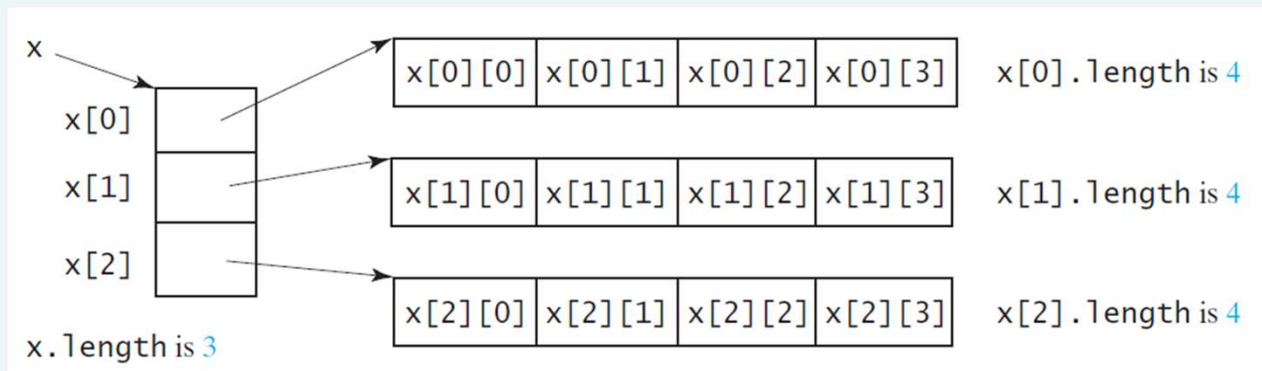 x
x[0]
x[1]
x[2]
x.length is 3
x[0][0] x[0][1] x[0][2] x[0][3] x[0].length is 4
x[1][0] x[1][1] x[1][2] x[1][3] x[1].length is 4
x[2][0] x[2][1] x[2][2] x[2][3] x[2].length is 4